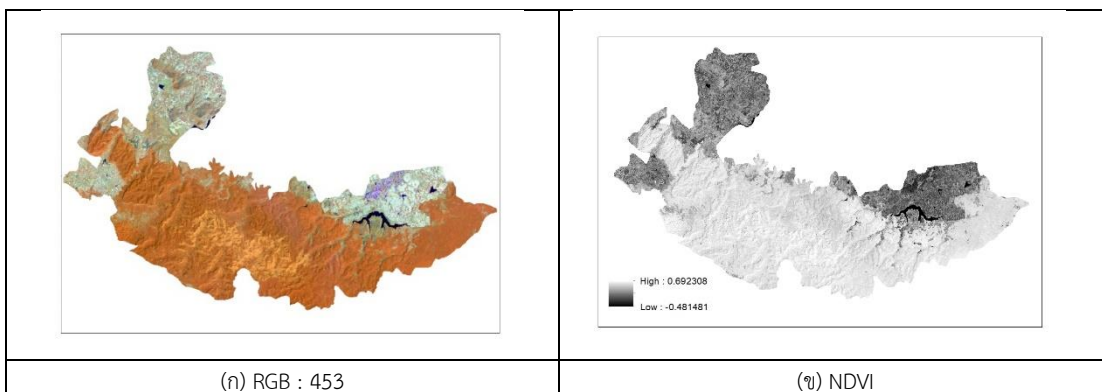 High : 0.692308
Low : -0.481481
(ก) RGB : 453
(ข) NDVI